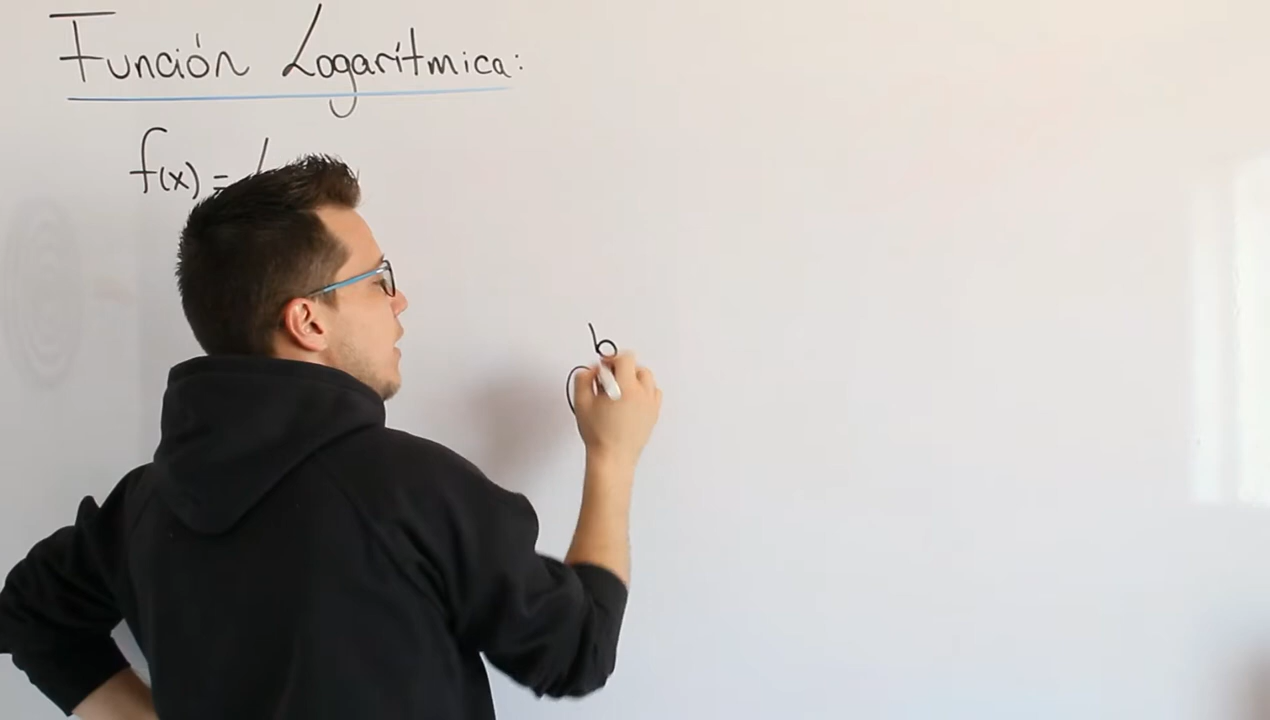 Función Logarítmica:
f(x) =
b